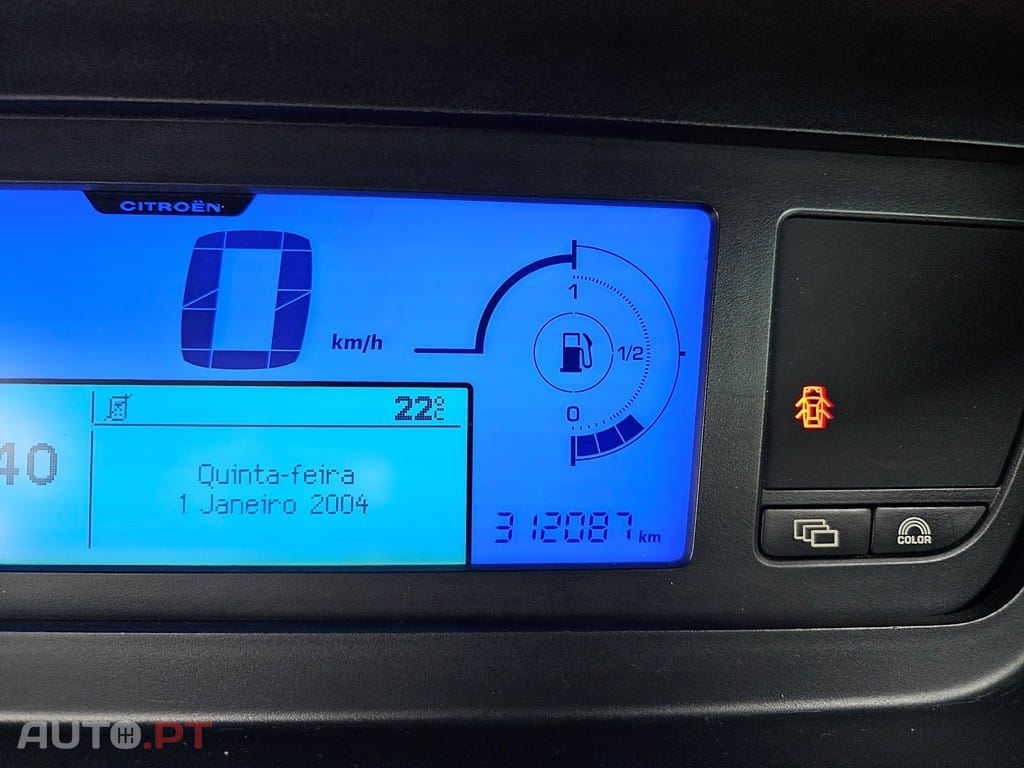 CITROËN
0
km/h
1
1/2
0
22°C
40
Quinta-feira
1 Janeiro 2004
312087 km
COLOR
AUTO.PT